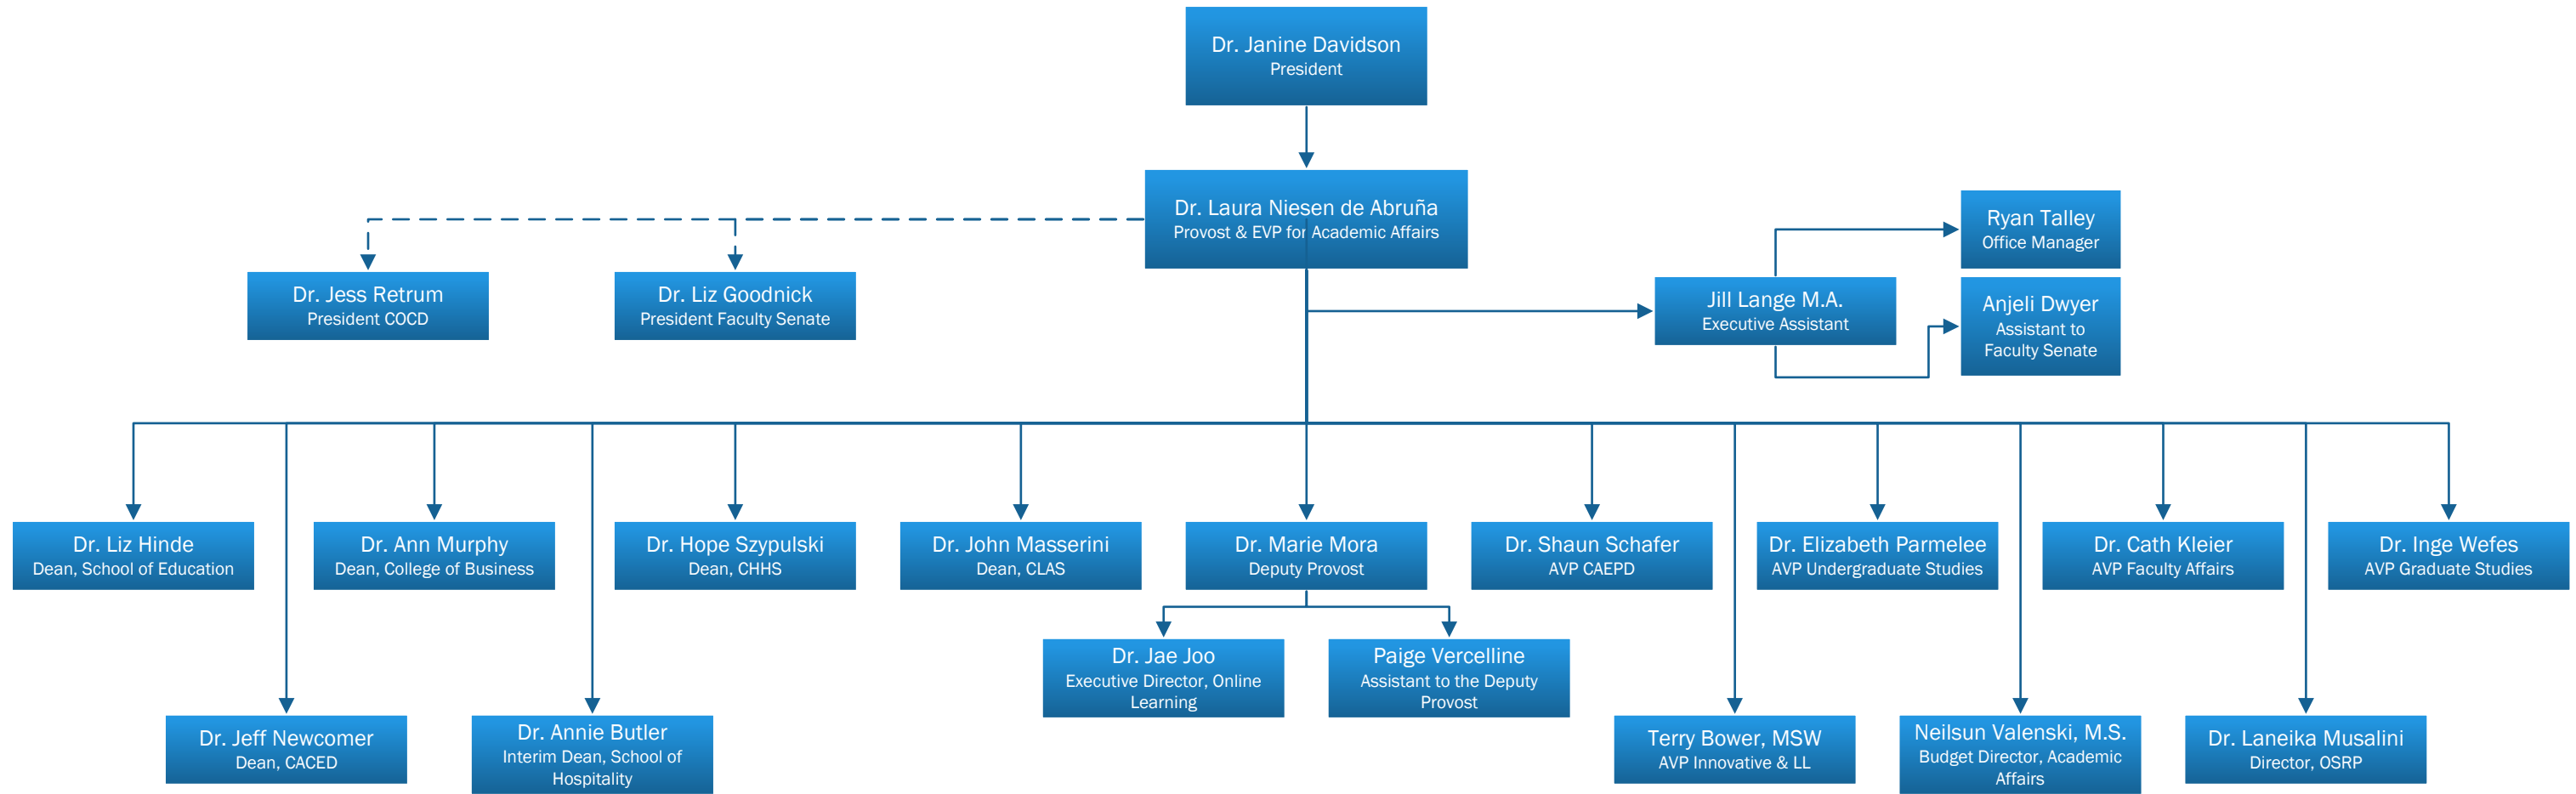 Dr. Janine Davidson
President
Dr. Laura Niesen de Abruña
Provost & EVP for Academic Affairs
Ryan Talley
Office Manager
Dr. Jess Retrum
President COCD
Dr. Liz Goodnick
President Faculty Senate
Jill Lange M.A.
Executive Assistant
Anjeli Dwyer
Assistant to
Faculty Senate
Dr. Liz Hinde
Dean, School of Education
Dr. Ann Murphy
Dean, College of Business
Dr. Hope Szypulski
Dean, CHHS
Dr. John Masserini
Dean, CLAS
Dr. Marie Mora
Deputy Provost
Dr. Shaun Schafer
AVP CAEPD
Dr. Elizabeth Parmelee
AVP Undergraduate Studies
Dr. Cath Kleier
AVP Faculty Affairs
Dr. Inge Wefes
AVP Graduate Studies
Dr. Jae Joo
Executive Director, Online
Learning
Paige Vercelline
Assistant to the Deputy
Provost
Dr. Jeff Newcomer
Dean, CACED
Dr. Annie Butler
Interim Dean, School of
Hospitality
Terry Bower, MSW
AVP Innovative & LL
Neilsun Valenski, M.S.
Budget Director, Academic
Affairs
Dr. Laneika Musalini
Director, OSRP